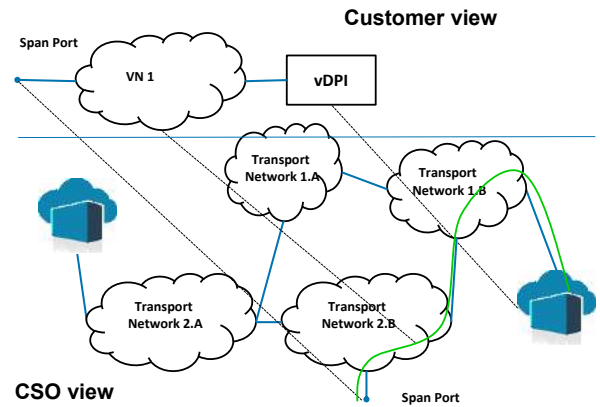 Customer view
Span Port
VN 1
vDPI
Transport
Network 1.A
Transport
Network 1.B
Transport
Network 2.A
Transport
Network 2.B
CSO view
Span Port